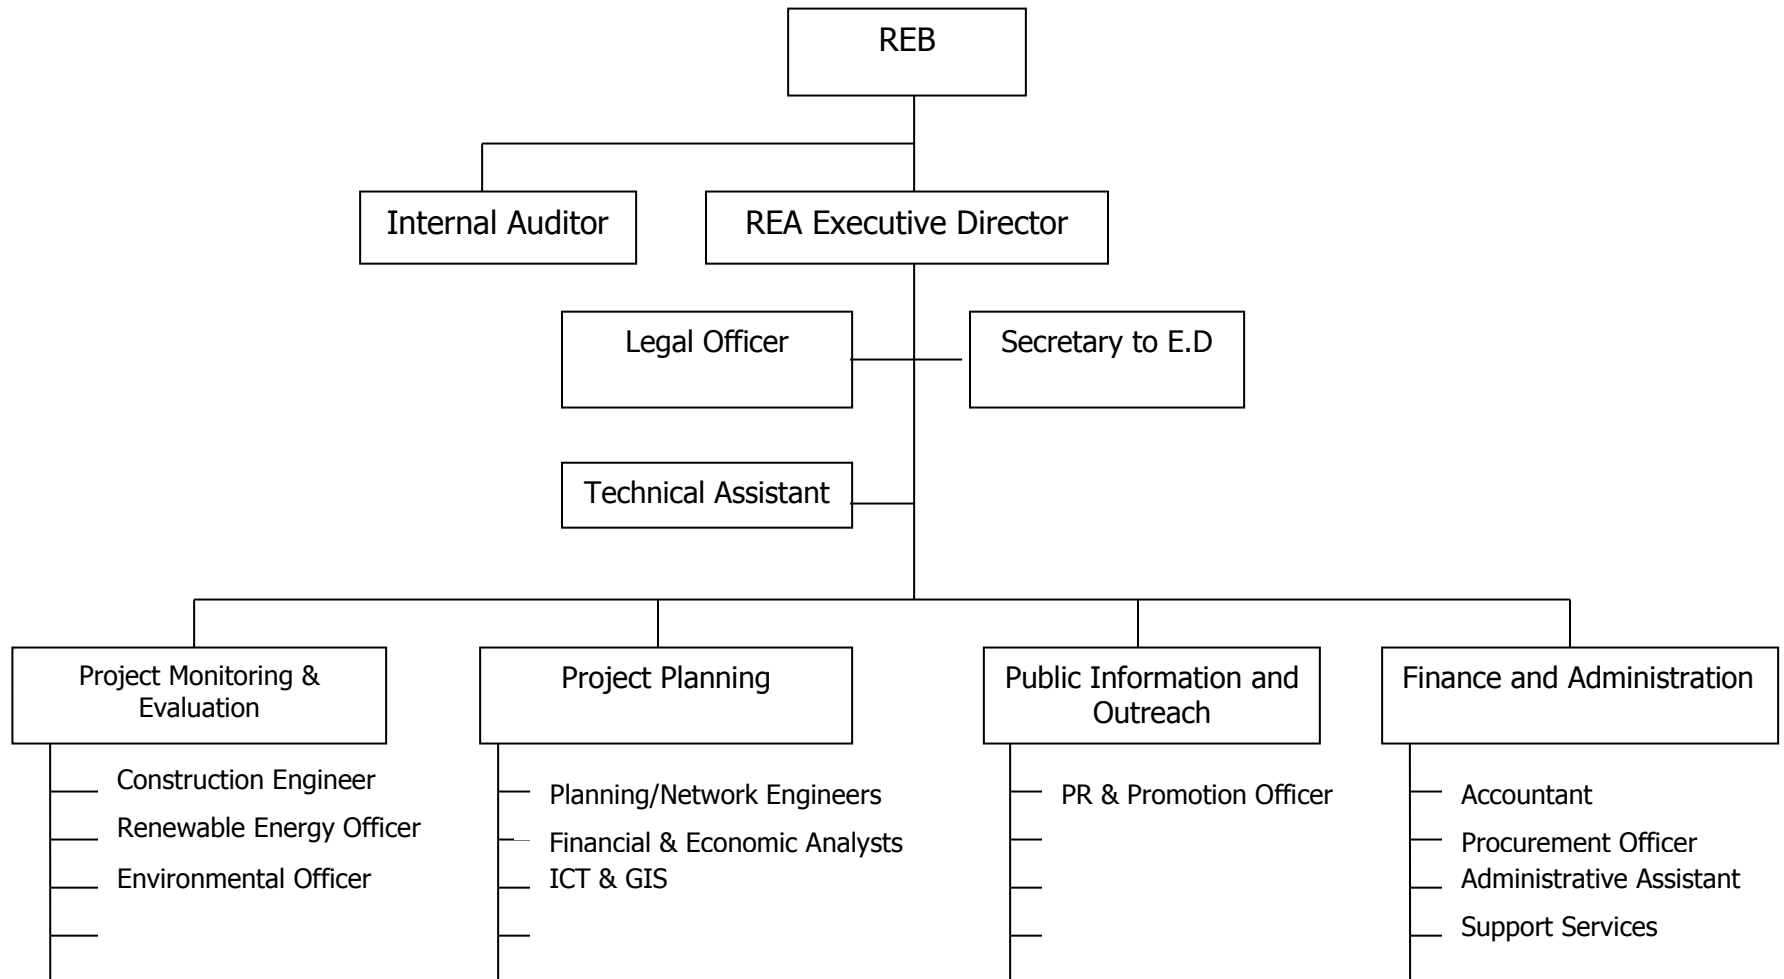 REB
Internal Auditor
REA Executive Director
Legal Officer
Secretary to E.D
Technical Assistant
Project Monitoring &
Evaluation
Project Planning
Public Information and
Outreach
Finance and Administration
Construction Engineer
Renewable Energy Officer
Environmental Officer
Planning/Network Engineers
Financial & Economic Analysts
ICT & GIS
PR & Promotion Officer
Accountant
Procurement Officer
Administrative Assistant
Support Services